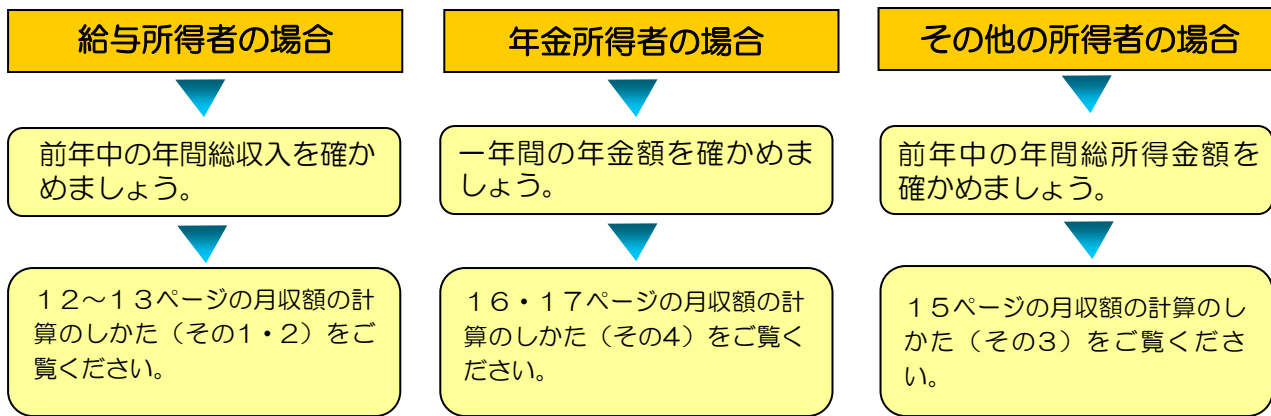 給与所得者の場合
前年中の年間総収入を確か
めましょう。
１２～１３ページの月収額の計
算のしかた（その1・2）をご
覧ください。
年金所得者の場合
一年間の年金額を確かめま
しょう。
１６・１７ページの月収額の計
算のしかた（その4）をご覧く
ださい。
その他の所得者の場合
前年中の年間総所得金額を
確かめましょう。
１５ページの月収額の計算のし
かた（その3）をご覧くださ
い。